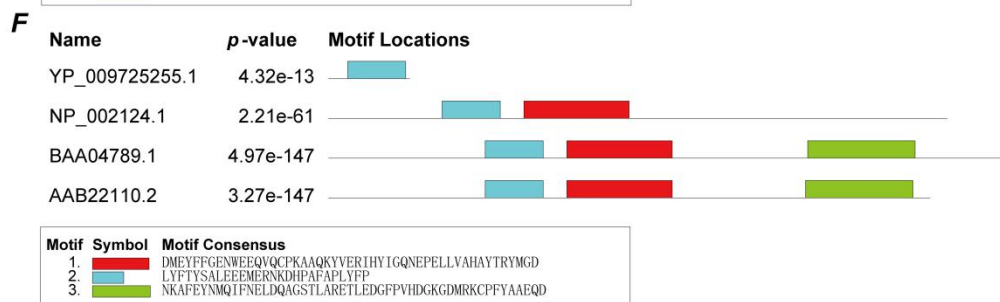 F
Name p-value Motif Locations
YP_009725255.1 4.32e-13
NP_002124.1 2.21e-61
BAA04789.1 4.97e-147
AAB22110.2 3.27e-147
Motif Symbol Motif Consensus
1. DMEYFFGENWEEQVQCPKAAQKYVERIHYIGQNEPELLVAHAYTRYMGD
2. LYFTYSALEEEMERNKDHPAFAPLYFP
3. NKAFEYNMQIFNELDQAGSTLARETLEDGFPVHDGKGDMRKCPFYAAEQD